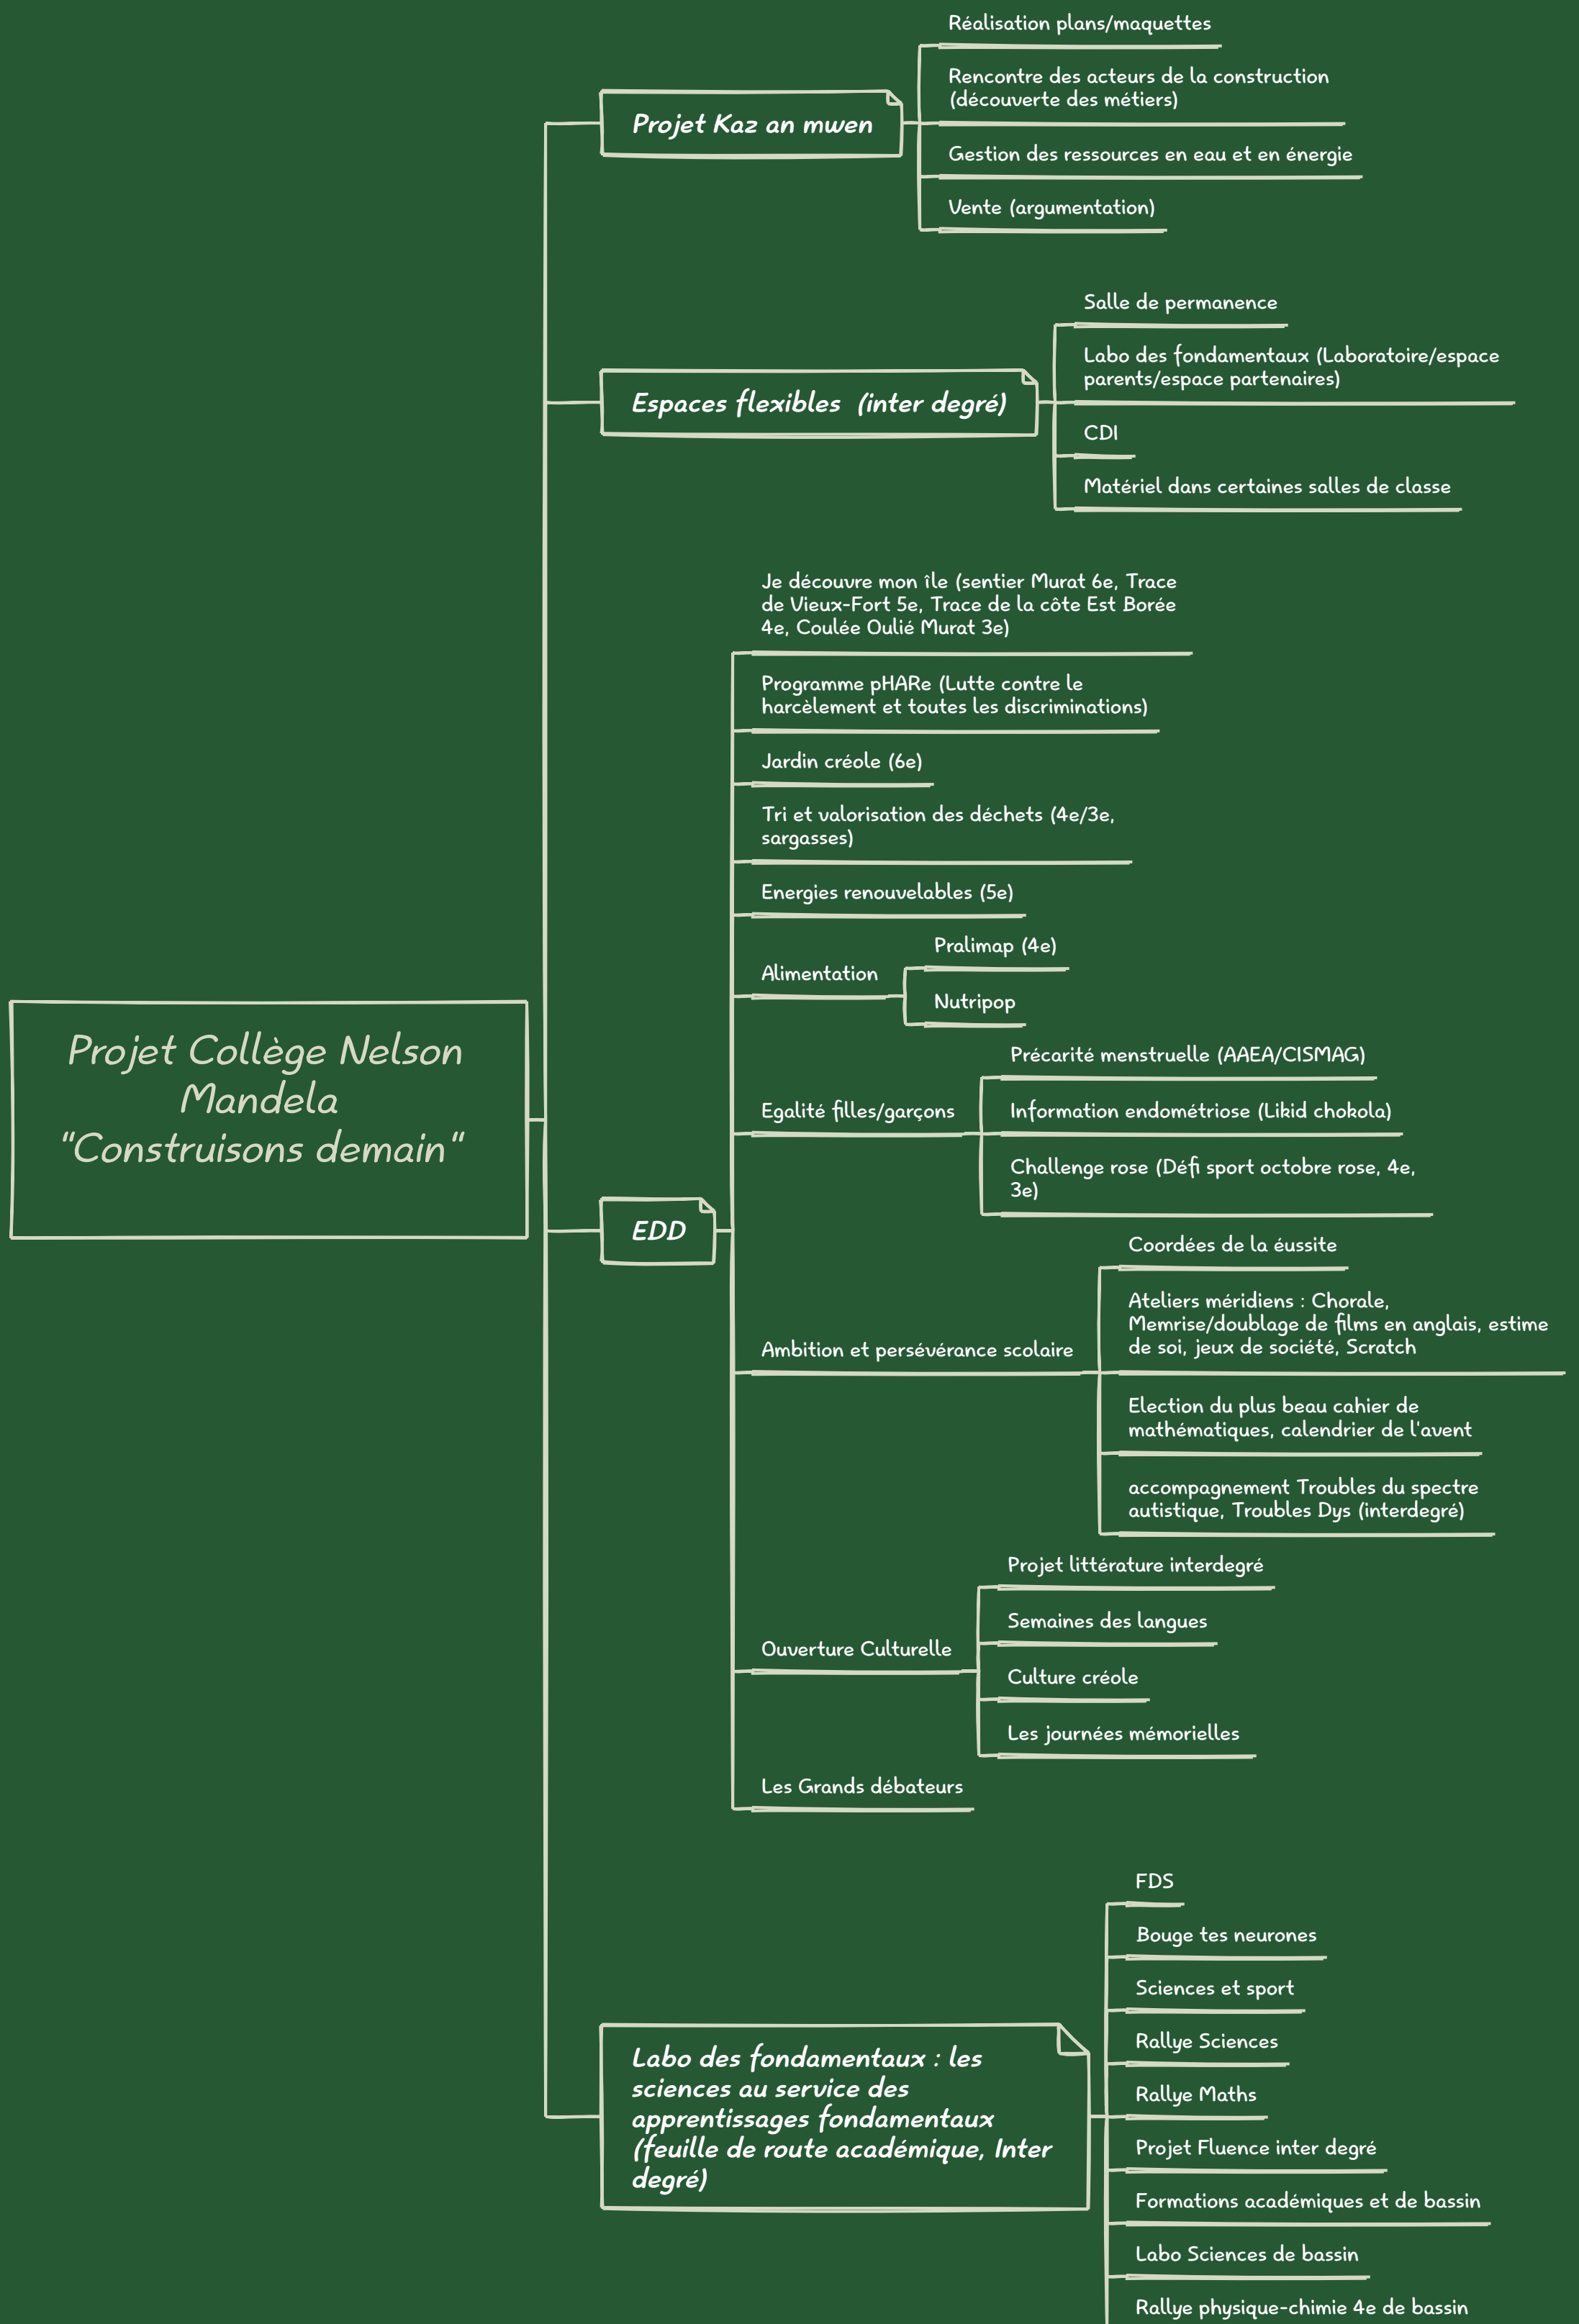 Projet Collège Nelson
Mandela
"Construisons demain"
Projet Kaz an mwen
Réalisation plans/maquettes
Rencontre des acteurs de la construction
(découverte des métiers)
Gestion des ressources en eau et en énergie
Vente (argumentation)
Espaces flexibles (inter degré)
Salle de permanence
Labo des fondamentaux (Laboratoire/espace
parents/espace partenaires)
CDI
Matériel dans certaines salles de classe
EDD
Je découvre mon île (sentier Murat 6e, Trace
de Vieux-Fort 5e, Trace de la côte Est Borée
4e, Coulée Oulié Murat 3e)
Programme pHARe (Lutte contre le
harcèlement et toutes les discriminations)
Jardin créole (6e)
Tri et valorisation des déchets (4e/3e,
sargasses)
Energies renouvelables (5e)
Alimentation
Pralimap (4e)
Nutripop
Egalité filles/garçons
Précarité menstruelle (AAEA/CISMAG)
Information endométriose (Likid chokola)
Challenge rose (Défi sport octobre rose, 4e,
3e)
Ambition et persévérance scolaire
Coordées de la éussite
Ateliers méridiens : Chorale,
Memrise/doublage de films en anglais, estime
de soi, jeux de société, Scratch
Election du plus beau cahier de
mathématiques, calendrier de l'avent
accompagnement Troubles du spectre
autistique, Troubles Dys (interdegré)
Ouverture Culturelle
Projet littérature interdegré
Semaines des langues
Culture créole
Les journées mémorielles
Les Grands débateurs
Labo des fondamentaux : les
sciences au service des
apprentissages fondamentaux
(feuille de route académique, Inter
degré)
FDS
Bouge tes neurones
Sciences et sport
Rallye Sciences
Rallye Maths
Projet Fluence inter degré
Formations académiques et de bassin
Labo Sciences de bassin
Rallye physique-chimie 4e de bassin